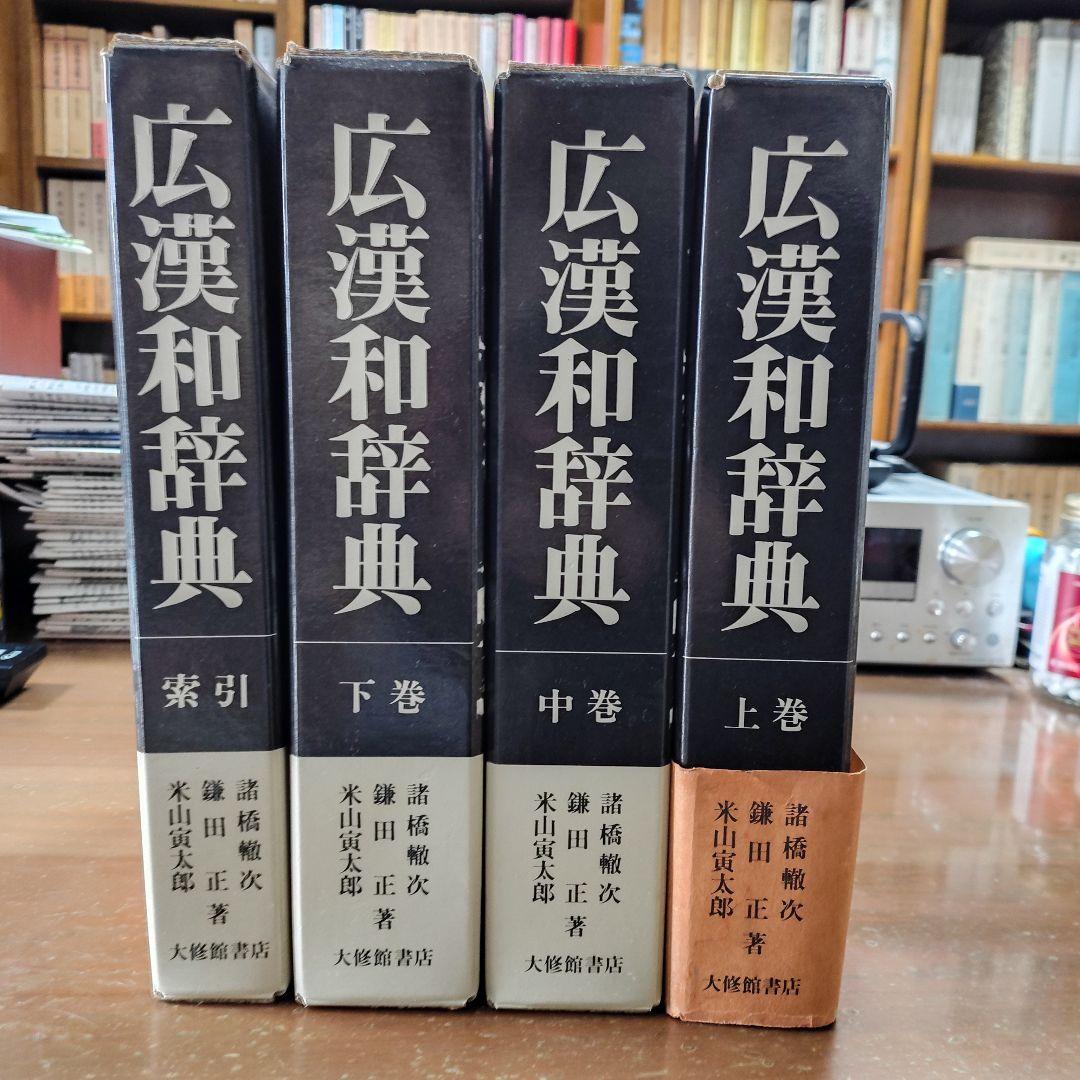 広漢和辞典
索引
諸橋轍次
鎌田正著
米山寅太郎
大修館書店
広漢和辞典
下巻
諸橋轍次
鎌田正著
米山寅太郎
大修館書店
広漢和辞典
中巻
諸橋轍次
鎌田正著
米山寅太郎
大修館書店
広漢和辞典
上巻
諸橋轍次
鎌田正著
米山寅太郎
大修館書店